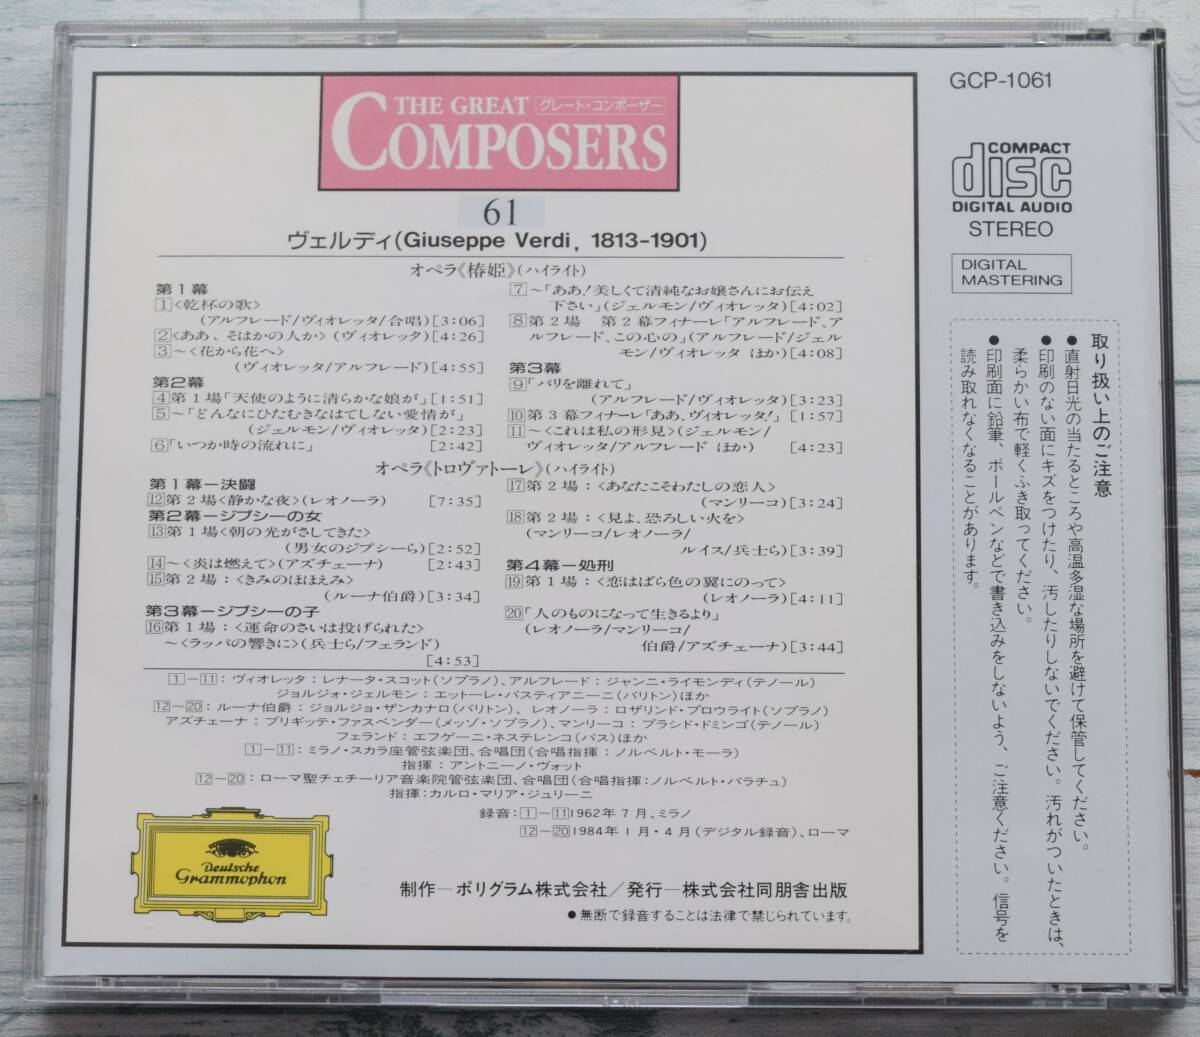 THE GREAT グレート・コンポーザー
COMPOSERS
61
ヴェルディ(Giuseppe Verdi, 1813-1901)
オペラ《椿姫》(ハイライト)
第1幕
1〈乾杯の歌〉
(アルフレード/ヴィオレッタ/合唱)[3:06]
2〈ああ、そはかの人か〉(ヴィオレッタ)[4:26]
3〜〈花から花へ〉
(ヴィオレッタ/アルフレード)[4:55]
第2幕
4第1場「天使のように清らかな娘が」[1:51]
5〜「どんなにひたむきなはてしない愛情が」
(ジェルモン/ヴィオレッタ)[2:23]
6「いつか時の流れに」 [2:42]
7〜「ああ!美しくて清純なお嬢さんにお伝え
下さい」(ジェルモン/ヴィオレッタ)[4:02]
8第2場 第2幕フィナーレ「アルフレード、ア
ルフレード、この心の」(アルフレード/ジェル
モン/ヴィオレッタ ほか)[4:08]
第3幕
9「パリを離れて」
(アルフレード/ヴィオレッタ)[3:23]
10第3幕フィナーレ「ああ、ヴィオレッタ!」[1:57]
11〜〈これは私の形見〉(ジェルモン/
ヴィオレッタ/アルフレード ほか)[4:23]
オペラ《トロヴァトーレ》(ハイライト)
第1幕－決闘
12第2場〈静かな夜〉(レオノーラ) [7:35]
第2幕－ジプシーの女
13第1場〈朝の光がさしてきた〉
(男女のジプシーら)[2:52]
14〜〈炎は燃えて〉(アズチェーナ) [2:43]
15第2場：〈きみのほほえみ〉
(ルーナ伯爵)[3:34]
第3幕－ジプシーの子
16第1場：〈運命のさいは投げられた〉
〜〈ラッパの響きに〉(兵士ら/フェランド)
[4:53]
17第2場：〈あなたこそわたしの恋人〉
(マンリーコ)[3:24]
18第2場：〈見よ、恐ろしい火を〉
(マンリーコ/レオノーラ/
ルイス/兵士ら)[3:39]
第4幕－処刑
19第1場：〈恋はばら色の翼にのって〉
(レオノーラ)[4:11]
20「人のものになって生きるより」
(レオノーラ/マンリーコ/
伯爵/アズチェーナ)[3:44]
1〜11：ヴィオレッタ：レナータ・スコット(ソプラノ)、アルフレード：ジャンニ・ライモンディ(テノール)
ジョルジョ・ジェルモン：エットーレ・バスティアニーニ(バリトン)ほか
12〜20：ルーナ伯爵：ジョルジョ・ザンカナロ(バリトン)、レオノーラ：ロザリンド・プロウライト(ソプラノ)
アズチェーナ：ブリギッテ・ファスベンダー(メッゾ・ソプラノ)、マンリーコ：プラシド・ドミンゴ(テノール)
フェランド：エフゲーニ・ネステレンコ(バス)ほか
1〜11：ミラノ・スカラ座管弦楽団、合唱団(合唱指揮：ノルベルト・モーラ)
指揮：アントニーノ・ヴォット
12〜20：ローマ聖チェチーリア音楽院管弦楽団、合唱団(合唱指揮：ノルベルト・バラチュ)
指揮：カルロ・マリア・ジュリーニ
録音：1〜11 1962年7月、ミラノ
12〜20 1984年1月・4月(デジタル録音)、ローマ
Deutsche
Grammophon
制作─ポリグラム株式会社/発行─株式会社同朋舎出版
●無断で録音することは法律で禁じられています。
GCP-1061
COMPACT
disc
DIGITAL AUDIO
STEREO
DIGITAL
MASTERING
取り扱い上のご注意
●直射日光の当たるところや高温多湿な場所を避けて保管してください。
●印刷のない面にキズをつけたり、汚したりしないでください。汚れがついたときは、
柔らかい布で軽くふき取ってください。
●印刷面に鉛筆、ボールペンなどで書き込みをしないよう、ご注意ください。信号を
読み取れなくなることがあります。